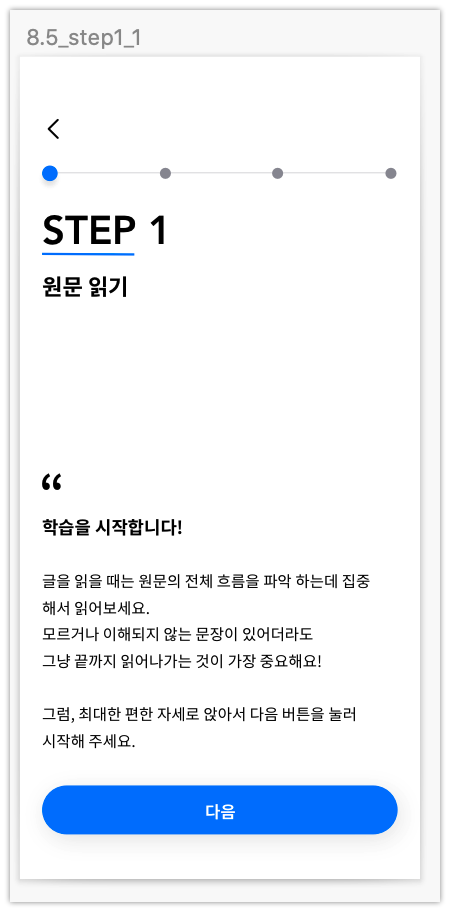 8.5_step1_1
STEP 1
원문 읽기
“
학습을 시작합니다!
글을 읽을 때는 원문의 전체 흐름을 파악 하는데 집중
해서 읽어보세요.
모르거나 이해되지 않는 문장이 있어더라도
그냥 끝까지 읽어나가는 것이 가장 중요해요!
그럼, 최대한 편한 자세로 앉아서 다음 버튼을 눌러
시작해 주세요.
다음